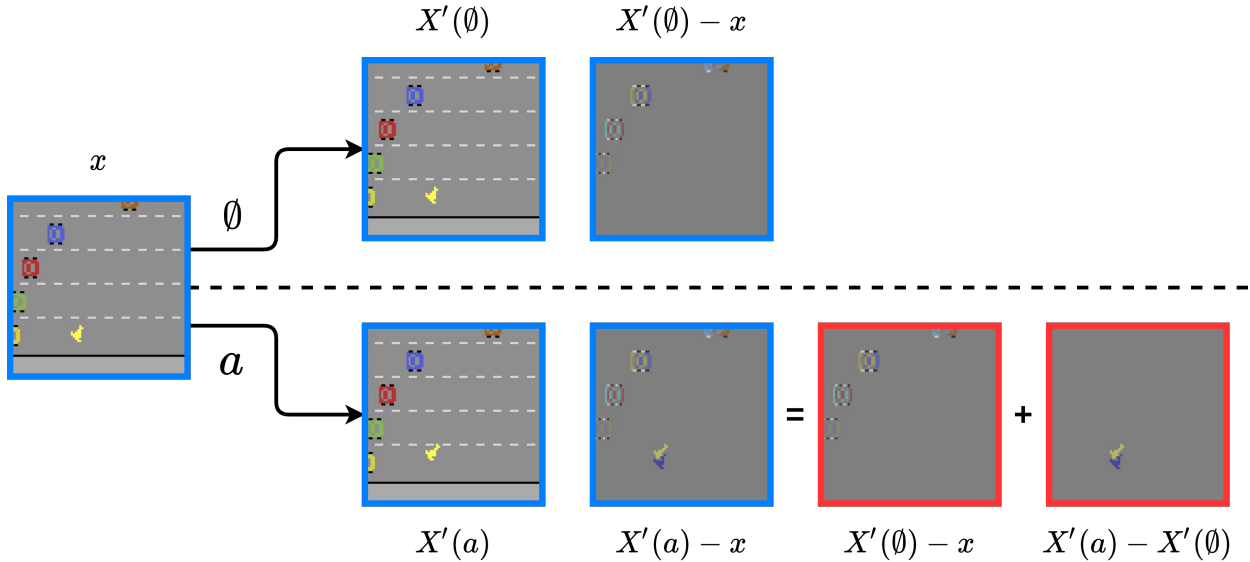 X′(∅) X′(∅) − x
x
∅
a
= +
X′(a) X′(a) − x X′(∅) − x X′(a) − X′(∅)